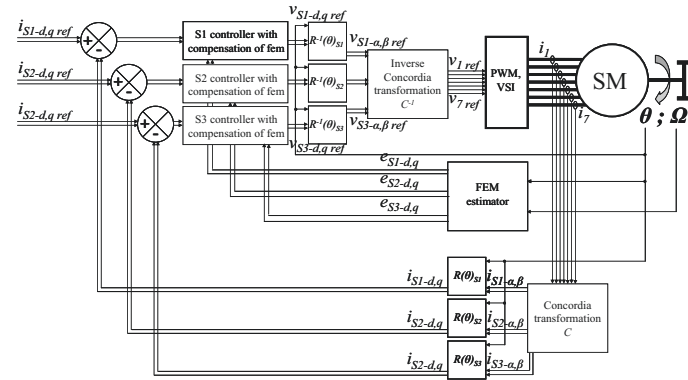 v_{S1-d,q ref}
i_{S1-d,q ref}
S1 controller with
compensation of fem
R^{-1}(θ)_{S1}
v_{S1-α,β ref}
i_{S2-d,q ref}
S2 controller with
compensation of fem
R^{-1}(θ)_{S2}
Inverse
Concordia
transformation
C^{-1}
v_{1 ref}
v_{7 ref}
PWM,
VSI
i_1
i_7
SM
θ ; Ω
i_{S2-d,q ref}
S3 controller with
compensation of fem
R^{-1}(θ)_{S3}
v_{S3-α,β ref}
v_{S3-d,q ref}
e_{S1-d,q}
e_{S2-d,q}
e_{S3-d,q}
FEM
estimator
i_{S1-d,q}
R(θ)_{S1}
i_{S1-α,β}
i_{S2-d,q}
R(θ)_{S2}
i_{S2-α,β}
i_{S2-d,q}
R(θ)_{S3}
i_{S3-α,β}
Concordia
transformation
C